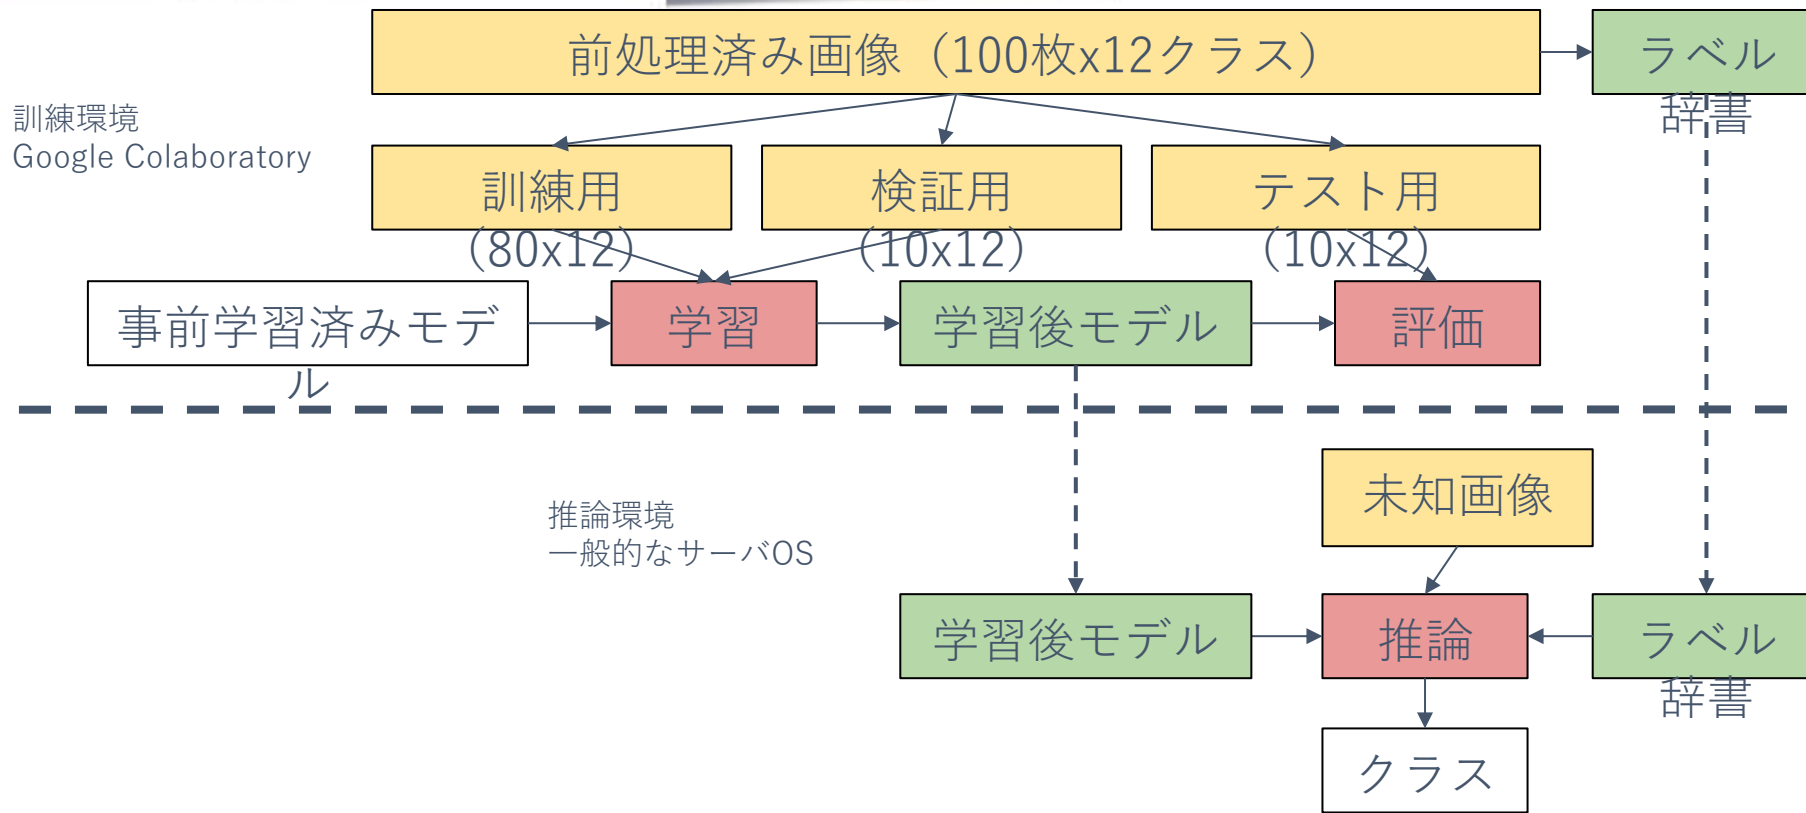 前処理済み画像（100枚x12クラス）
ラベル
辞書
訓練環境
Google Colaboratory
訓練用
(80x12)
検証用
(10x12)
テスト用
(10x12)
事前学習済みモデ
ル
学習
学習後モデル
評価
未知画像
推論環境
一般的なサーバOS
学習後モデル
推論
ラベル
辞書
クラス